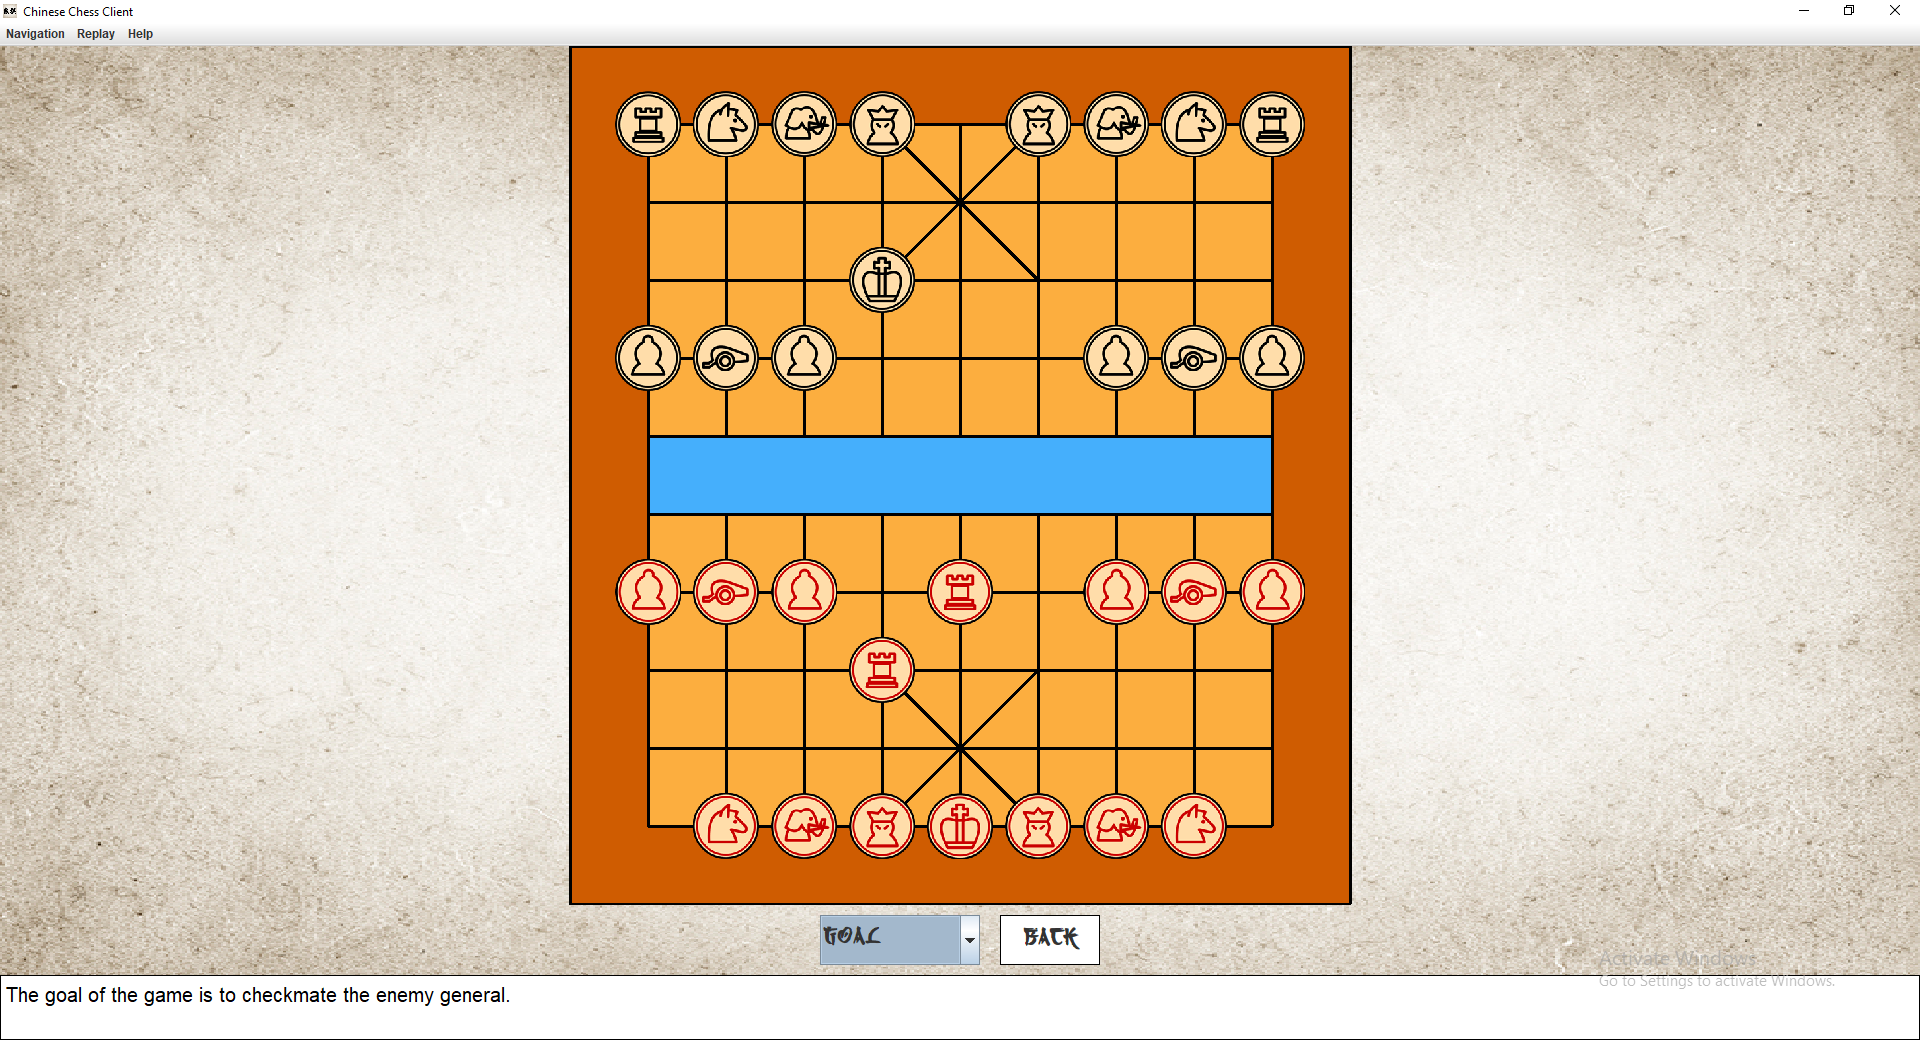 Chinese Chess Client
Navigation Replay Help
GOAL
BACK
Activate Windows
Go to Settings to activate Windows.
The goal of the game is to checkmate the enemy general.